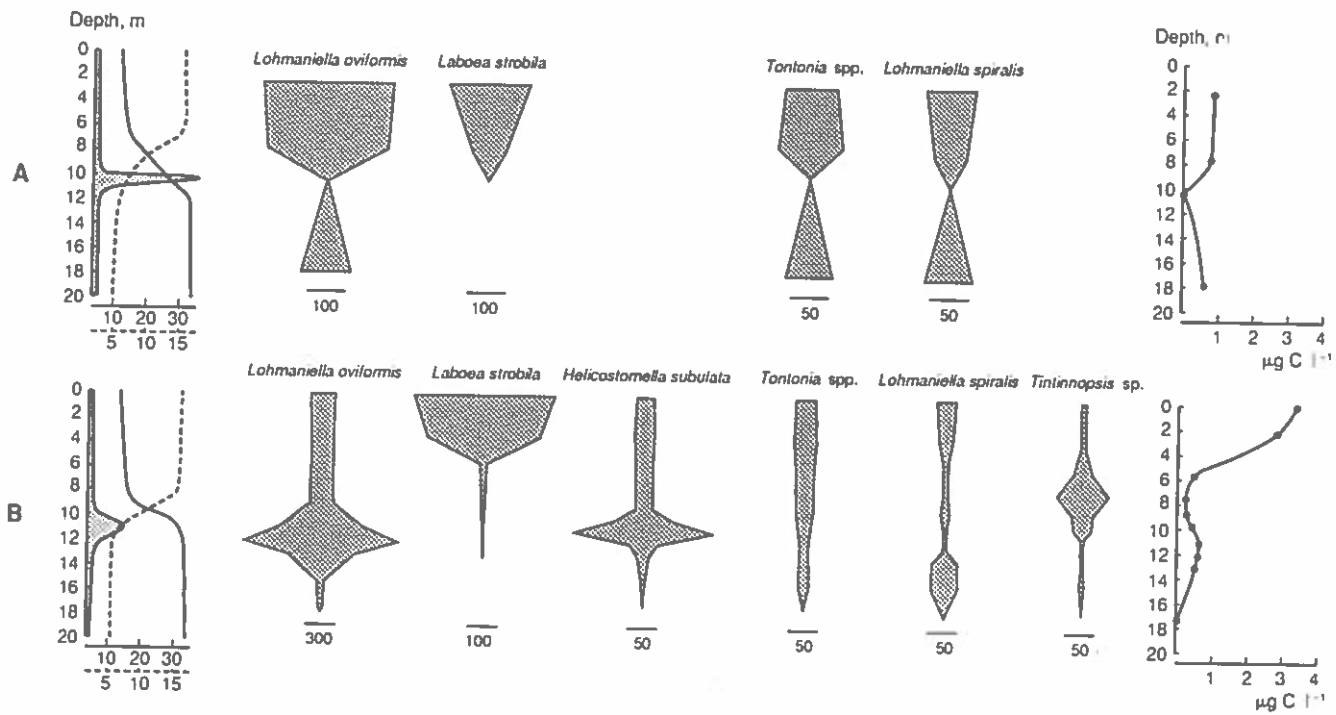 Depth, m
0
2
4
6
8
10
12
14
16
18
20
10 20 30
5 10 15
A
Lohmaniella oviformis
100
Laboea strobila
100
Tontonia spp.
50
Lohmaniella spiralis
50
Depth,
0
2
4
6
8
10
12
14
16
18
20
1 2 3 4
µg C l⁻¹
B
0
2
4
6
8
10
12
14
16
18
20
10 20 30
5 10 15
Lohmaniella oviformis
300
Laboea strobila
100
Helicostomella subulata
50
Tontonia spp.
50
Lohmaniella spiralis
50
Tintinnopsis sp.
50
0
2
4
6
8
10
12
14
16
18
20
1 2 3 4
µg C l⁻¹